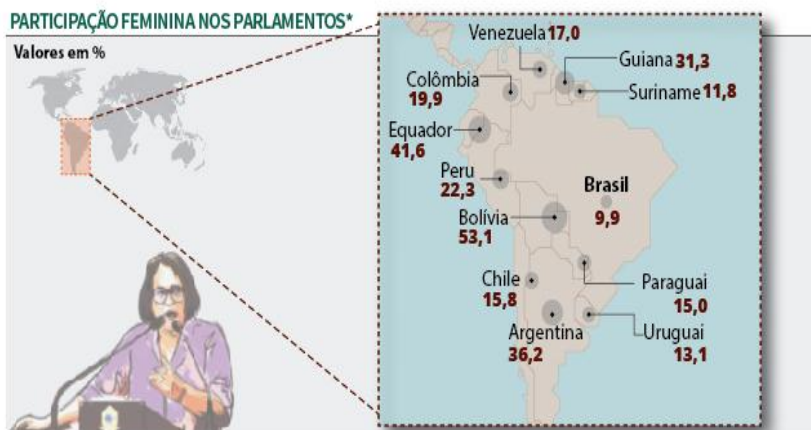 PARTICIPAÇÃO FEMININA NOS PARLAMENTOS*
Valores em %
Venezuela 17,0
Guiana 31,3
Colômbia
19,9
Suriname 11,8
Equador
41,6
Peru
22,3
Brasil
9,9
Bolívia
53,1
Chile
15,8
Paraguai
15,0
Argentina
36,2
Uruguai
13,1